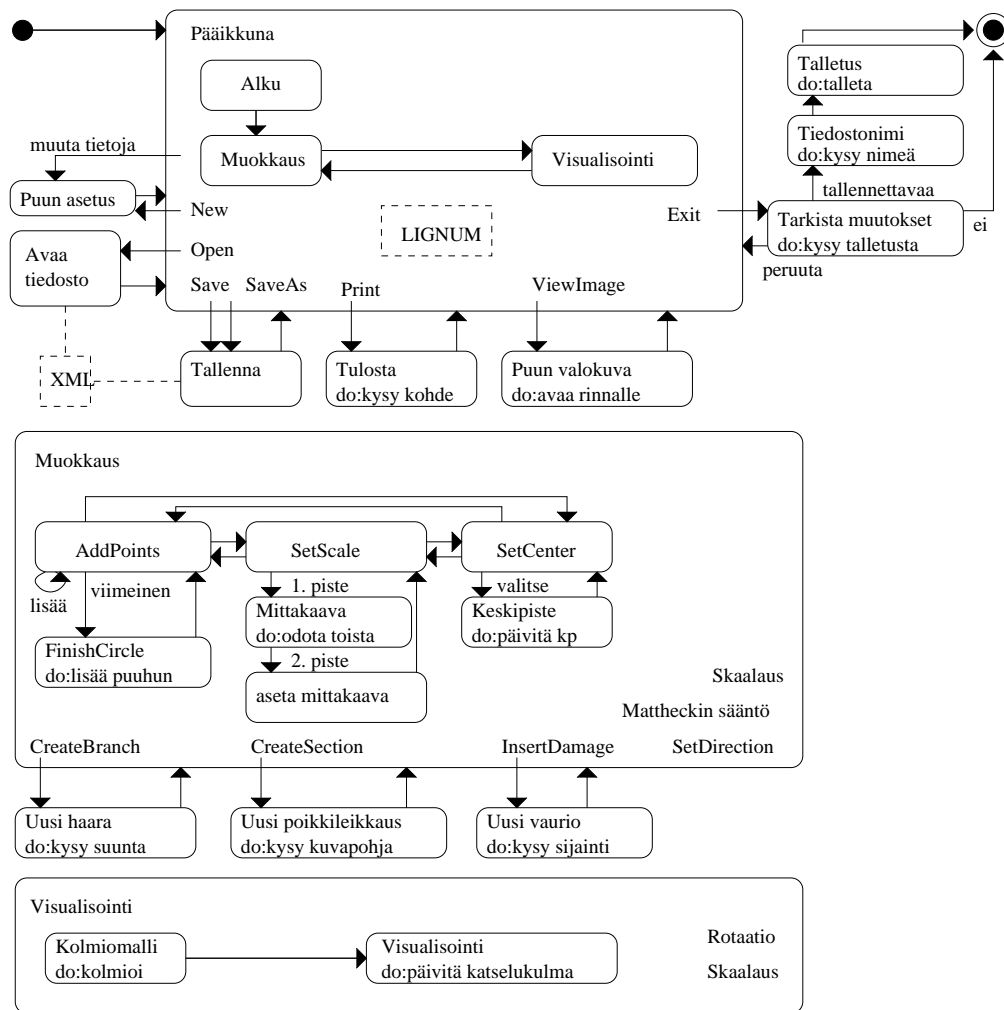 Pääikkuna
Alku
Muokkaus
Visualisointi
muuta tietoja
Puun asetus
New
LIGNUM
Exit
Avaa
tiedosto
Open
Save
SaveAs
Print
ViewImage
Talletus
do:talleta
Tiedostonimi
do:kysy nimeä
tallennettavaa
Tarkista muutokset
do:kysy talletusta
ei
peruuta
XML
Tallenna
Tulosta
do:kysy kohde
Puun valokuva
do:avaa rinnalle
Muokkaus
AddPoints
SetScale
SetCenter
lisää
viimeinen
1. piste
valitse
Mittakaava
do:odota toista
Keskipiste
do:päivitä kp
FinishCircle
do:lisää puuhun
2. piste
aseta mittakaava
Skaalaus
Mattheckin sääntö
CreateBranch
CreateSection
InsertDamage
SetDirection
Uusi haara
do:kysy suunta
Uusi poikkileikkaus
do:kysy kuvapohja
Uusi vaurio
do:kysy sijainti
Visualisointi
Kolmiomalli
do:kolmioi
Visualisointi
do:päivitä katselukulma
Rotaatio
Skaalaus